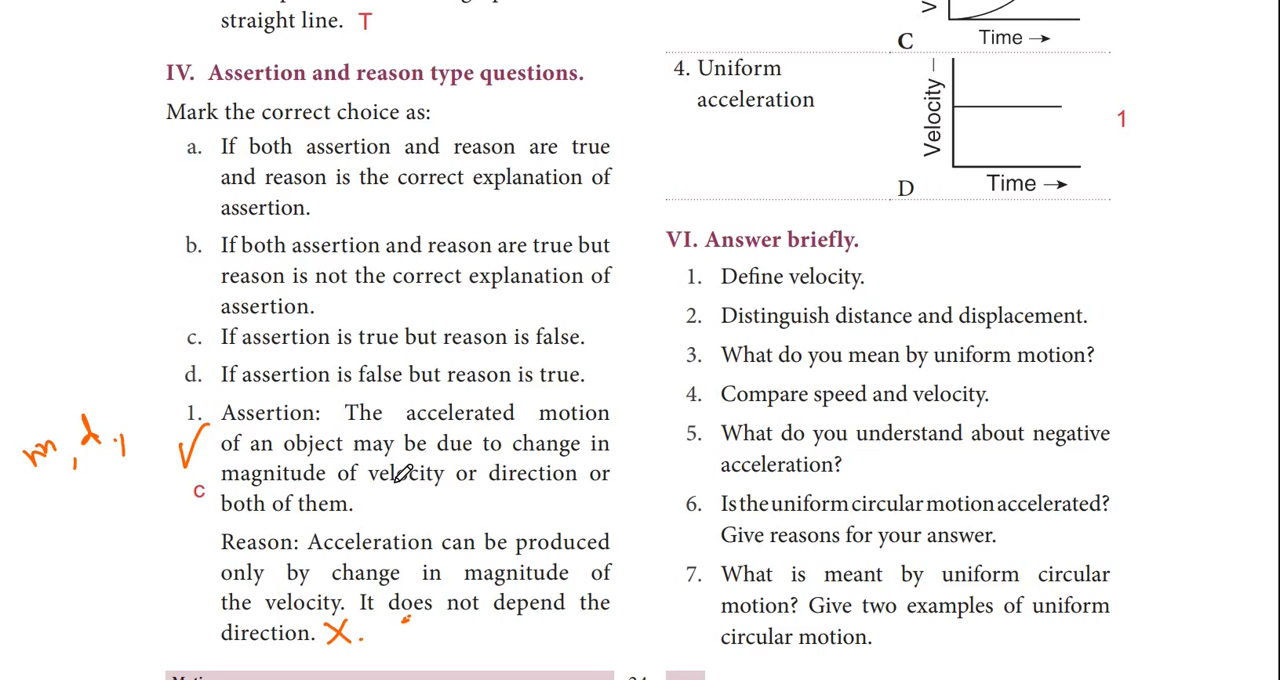 straight line. T
IV. Assertion and reason type questions.
Mark the correct choice as:
a. If both assertion and reason are true
and reason is the correct explanation of
assertion.
b. If both assertion and reason are true but
reason is not the correct explanation of
assertion.
c. If assertion is true but reason is false.
d. If assertion is false but reason is true.
1. Assertion: The accelerated motion
of an object may be due to change in
magnitude of velocity or direction or
both of them.
c
m, d,
Reason: Acceleration can be produced
only by change in magnitude of
the velocity. It does not depend the
direction. X.
V
Time →
C
4. Uniform
acceleration
Velocity
Time →
D
1
VI. Answer briefly.
1. Define velocity.
2. Distinguish distance and displacement.
3. What do you mean by uniform motion?
4. Compare speed and velocity.
5. What do you understand about negative
acceleration?
6. Is the uniform circular motion accelerated?
Give reasons for your answer.
7. What is meant by uniform circular
motion? Give two examples of uniform
circular motion.